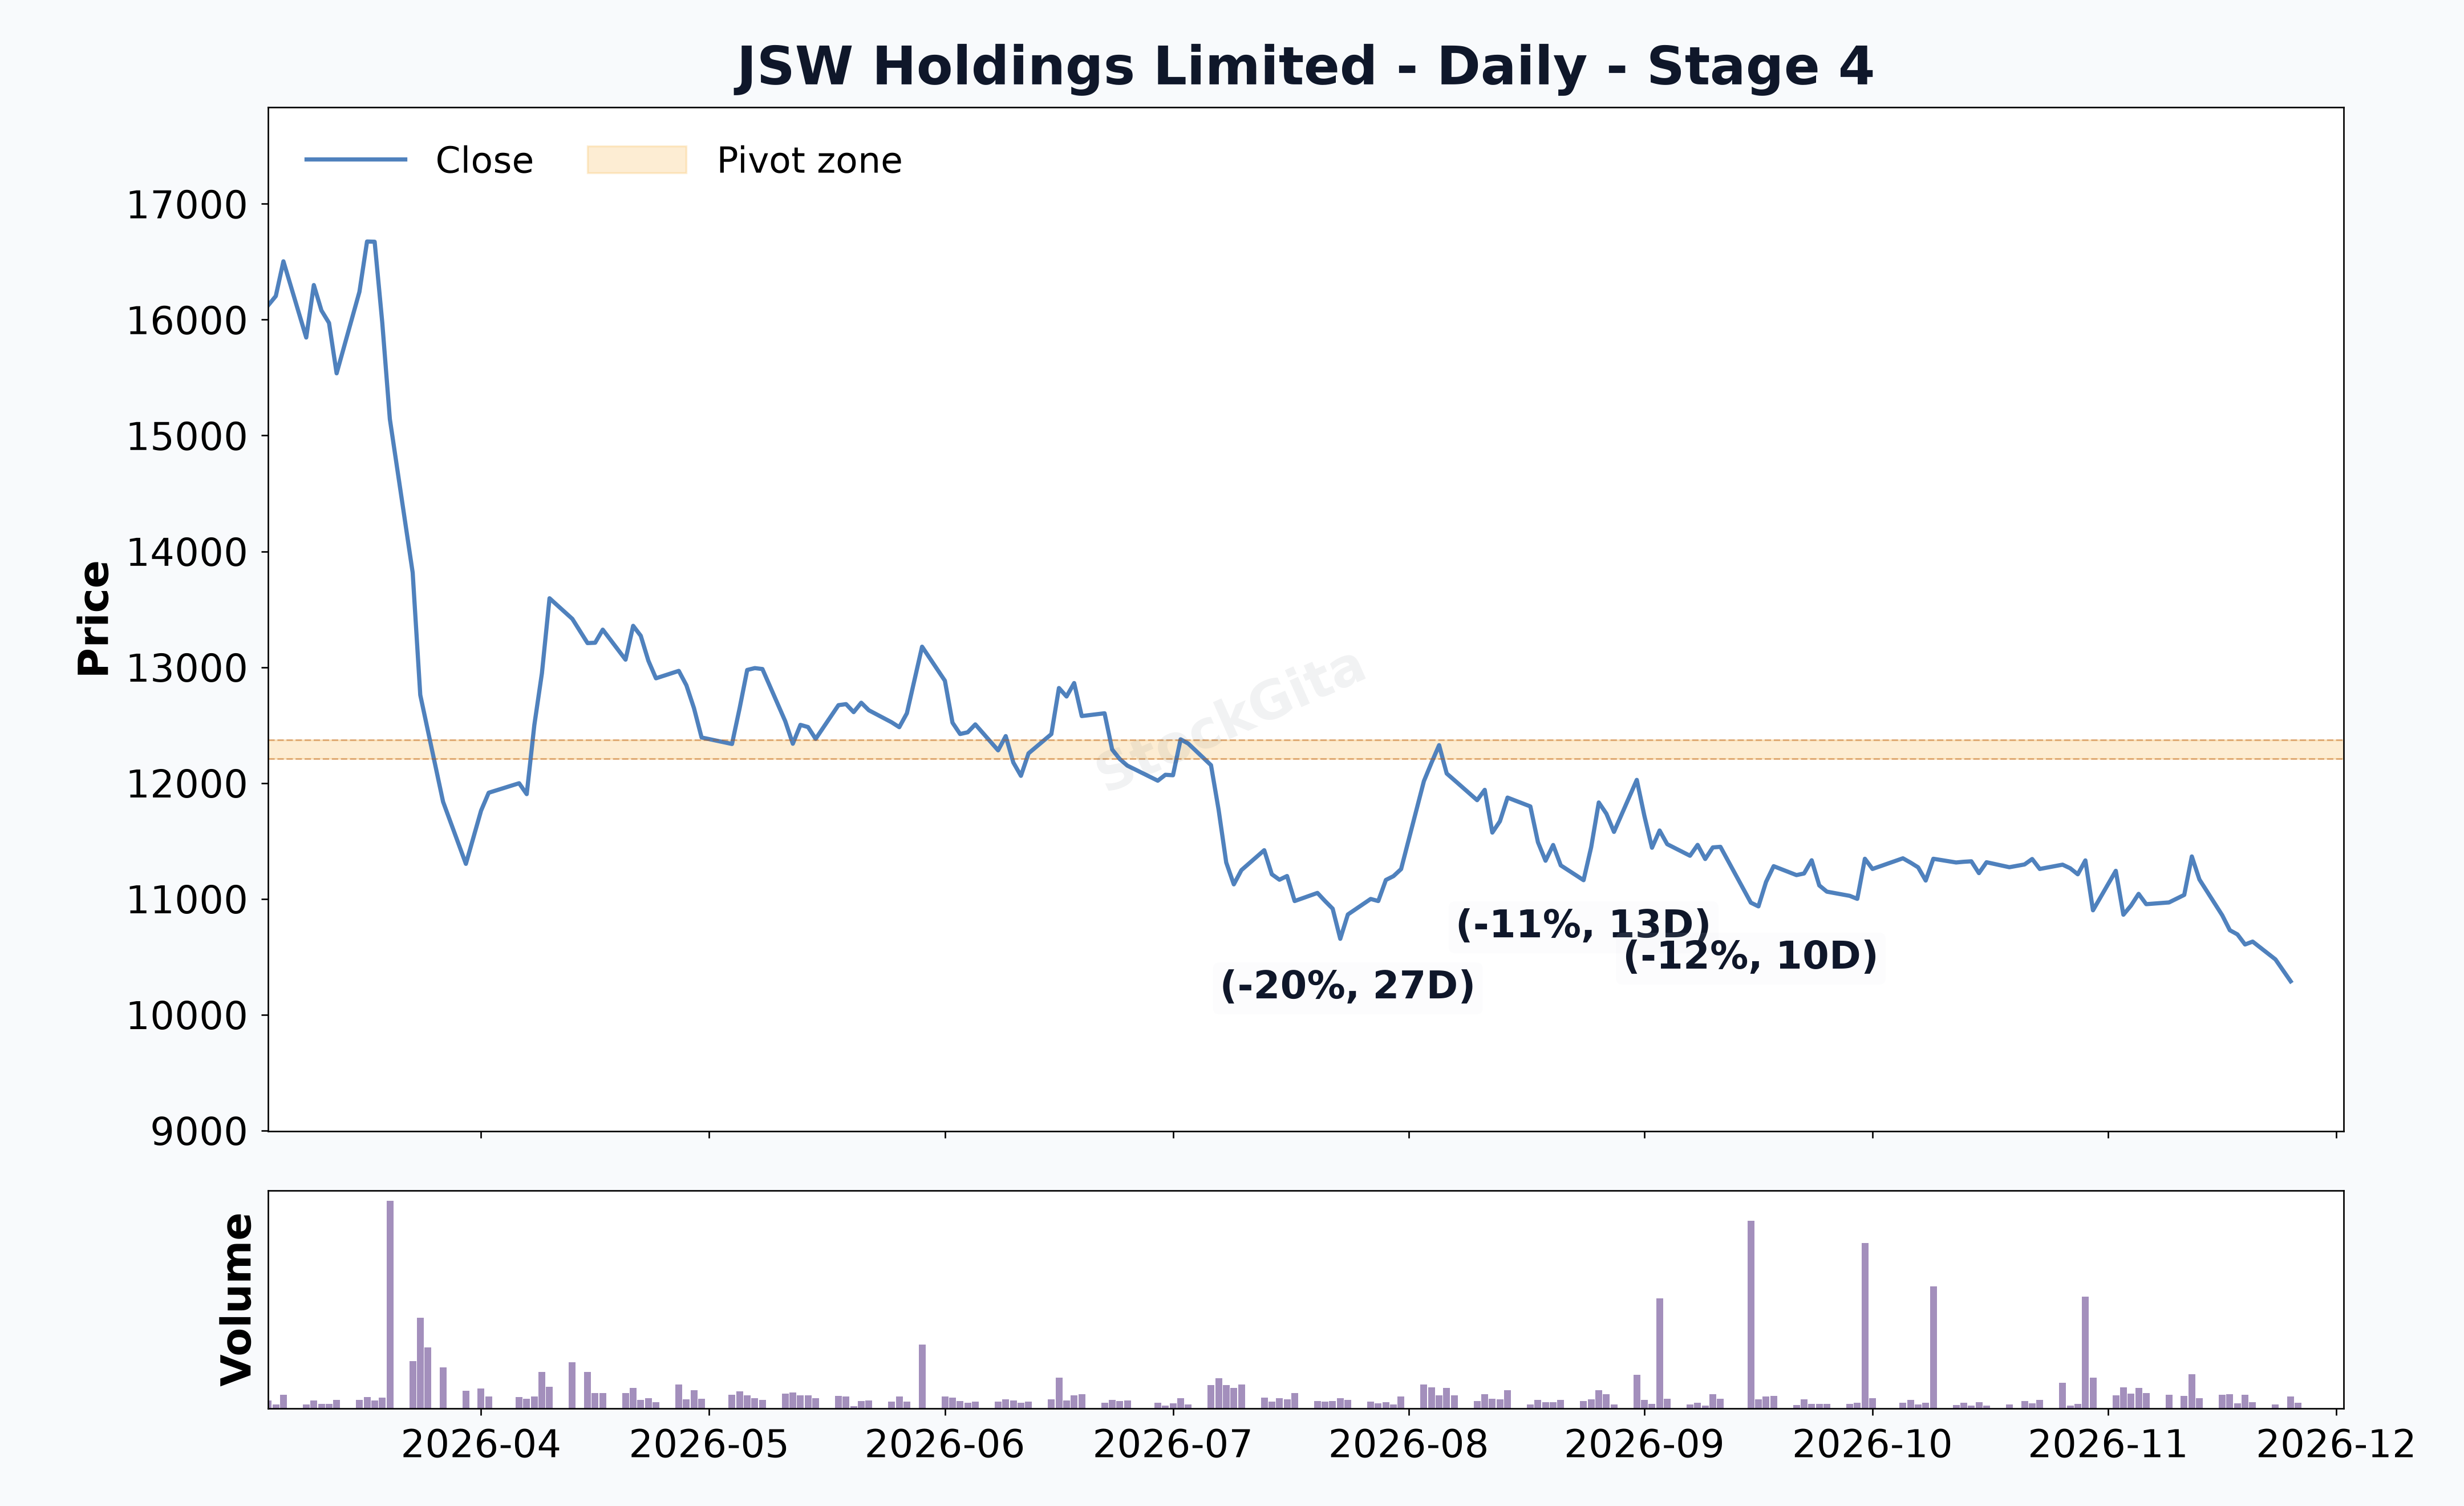 JSW Holdings Limited - Daily - Stage 4
Close
Pivot zone
Price
17000
16000
15000
14000
13000
12000
11000
10000
9000
StockGita
(-11%, 13D)
(-12%, 10D)
(-20%, 27D)
Volume
2026-04
2026-05
2026-06
2026-07
2026-08
2026-09
2026-10
2026-11
2026-12